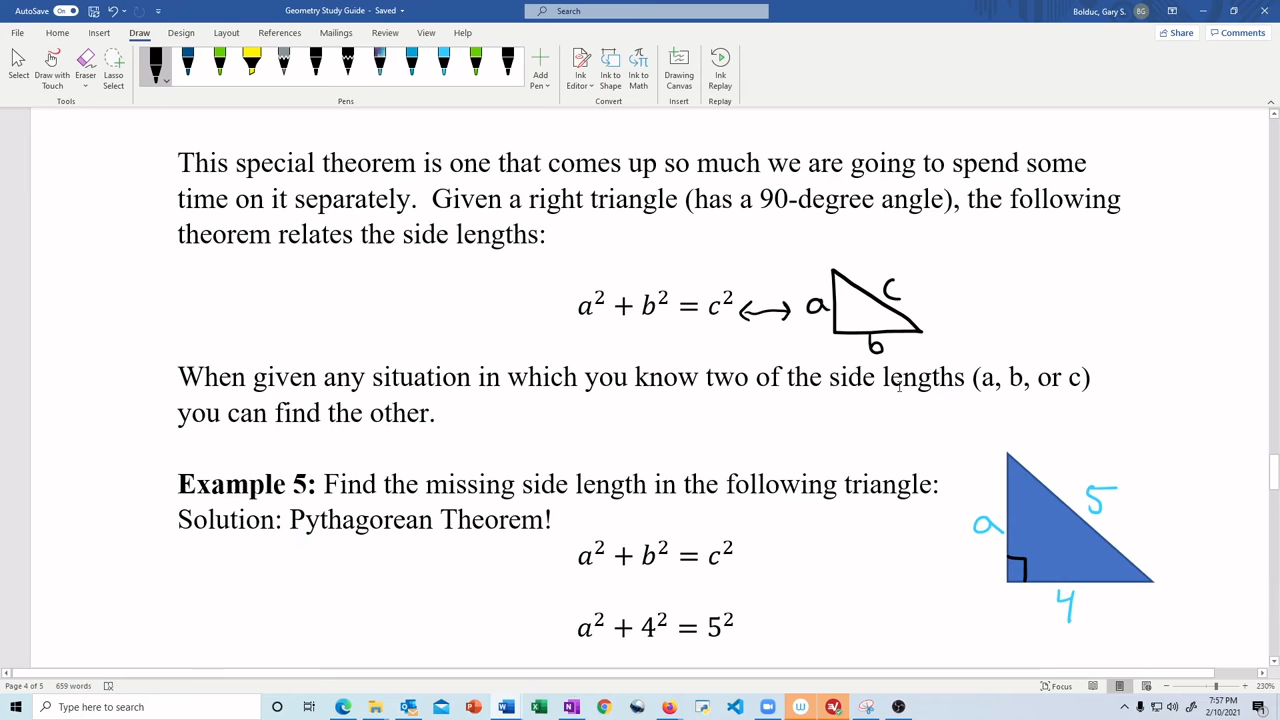 AutoSave On
Geometry Study Guide - Saved
Search
Bolduc, Gary S.
BG
File Home Insert Draw Design Layout References Mailings Review View Help
Share
Comments
Select
Draw with Touch
Eraser
Lasso Select
Add Pen
Ink Editor
Ink to Shape
Ink to Math
Drawing Canvas
Ink Replay
Tools
Pens
Convert
Insert
Replay
This special theorem is one that comes up so much we are going to spend some
time on it separately. Given a right triangle (has a 90-degree angle), the following
theorem relates the side lengths:
a² + b² = c² ↔ a c b
When given any situation in which you know two of the side lengths (a, b, or c)
you can find the other.
Example 5: Find the missing side length in the following triangle:
Solution: Pythagorean Theorem!
a² + b² = c²
a² + 4² = 5²
a 5
4
Page 4 of 5 659 words
Focus
230%
Type here to search
7:57 PM
2/10/2021